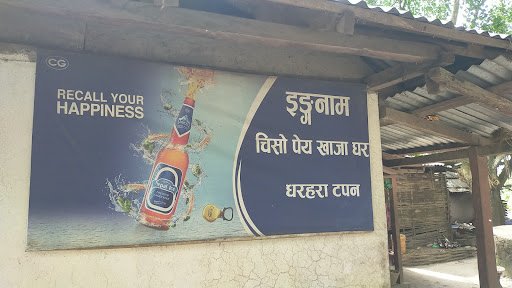 CG
RECALL YOUR
HAPPINESS
इङ्गनाम
चिसो पेय खाजा घर
धरहरा टपन